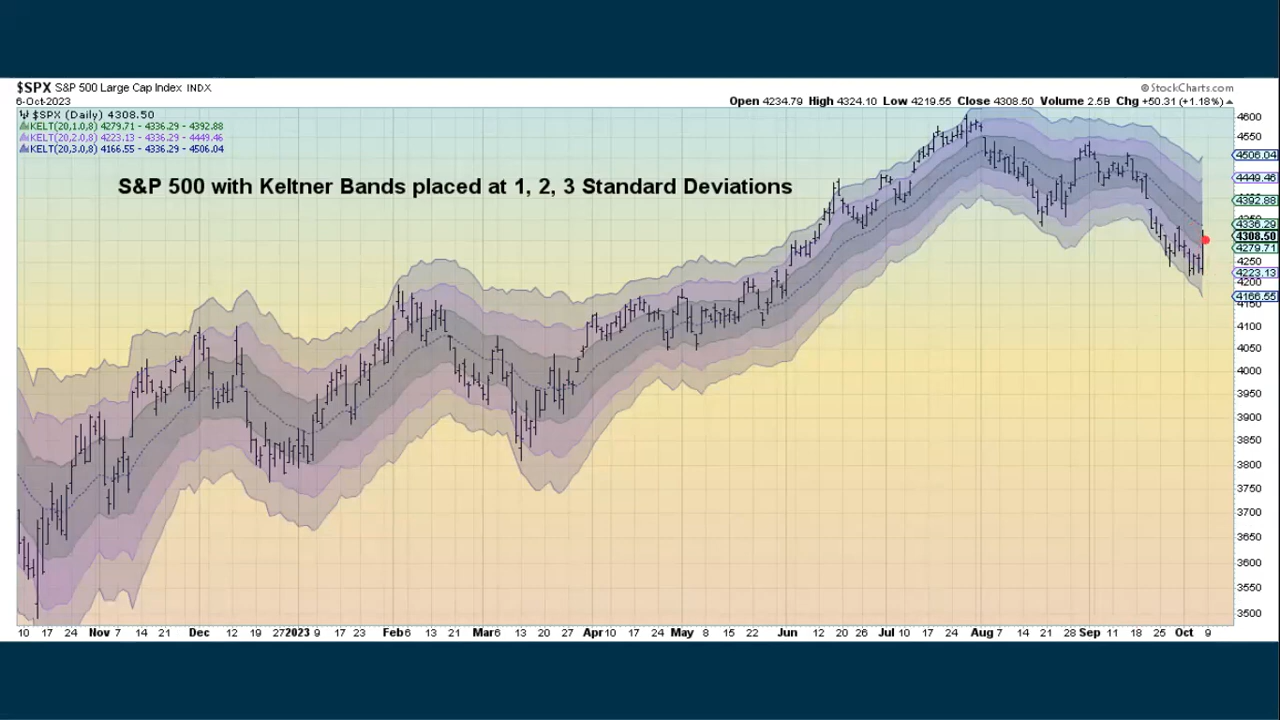 $SPX S&P 500 Large Cap Index INDX
© StockCharts.com
6-Oct-2023
Open 4234.79 High 4324.10 Low 4219.55 Close 4308.50 Volume 2.5B Chg +50.31 (+1.18%)
$SPX (Daily) 4308.50
KELT(20,1.0,8) 4279.71 - 4336.29 - 4392.88
KELT(20,2.0,8) 4223.13 - 4336.29 - 4449.46
KELT(20,3.0,8) 4166.55 - 4336.29 - 4506.04
S&P 500 with Keltner Bands placed at 1, 2, 3 Standard Deviations
4600
4550
4506.04
4449.46
4392.88
4336.29
4308.50
4279.71
4250
4223.13
4200
4166.55
4150
4100
4050
4000
3950
3900
3850
3800
3750
3700
3650
3600
3550
3500
10 17 24 Nov 7 14 21 Dec 12 19 27 2023 9 17 23 Feb 6 13 21 Mar 6 13 20 27 Apr 10 17 24 May 8 15 22 Jun 12 20 26 Jul 10 17 24 Aug 7 14 21 28 Sep 11 18 25 Oct 9